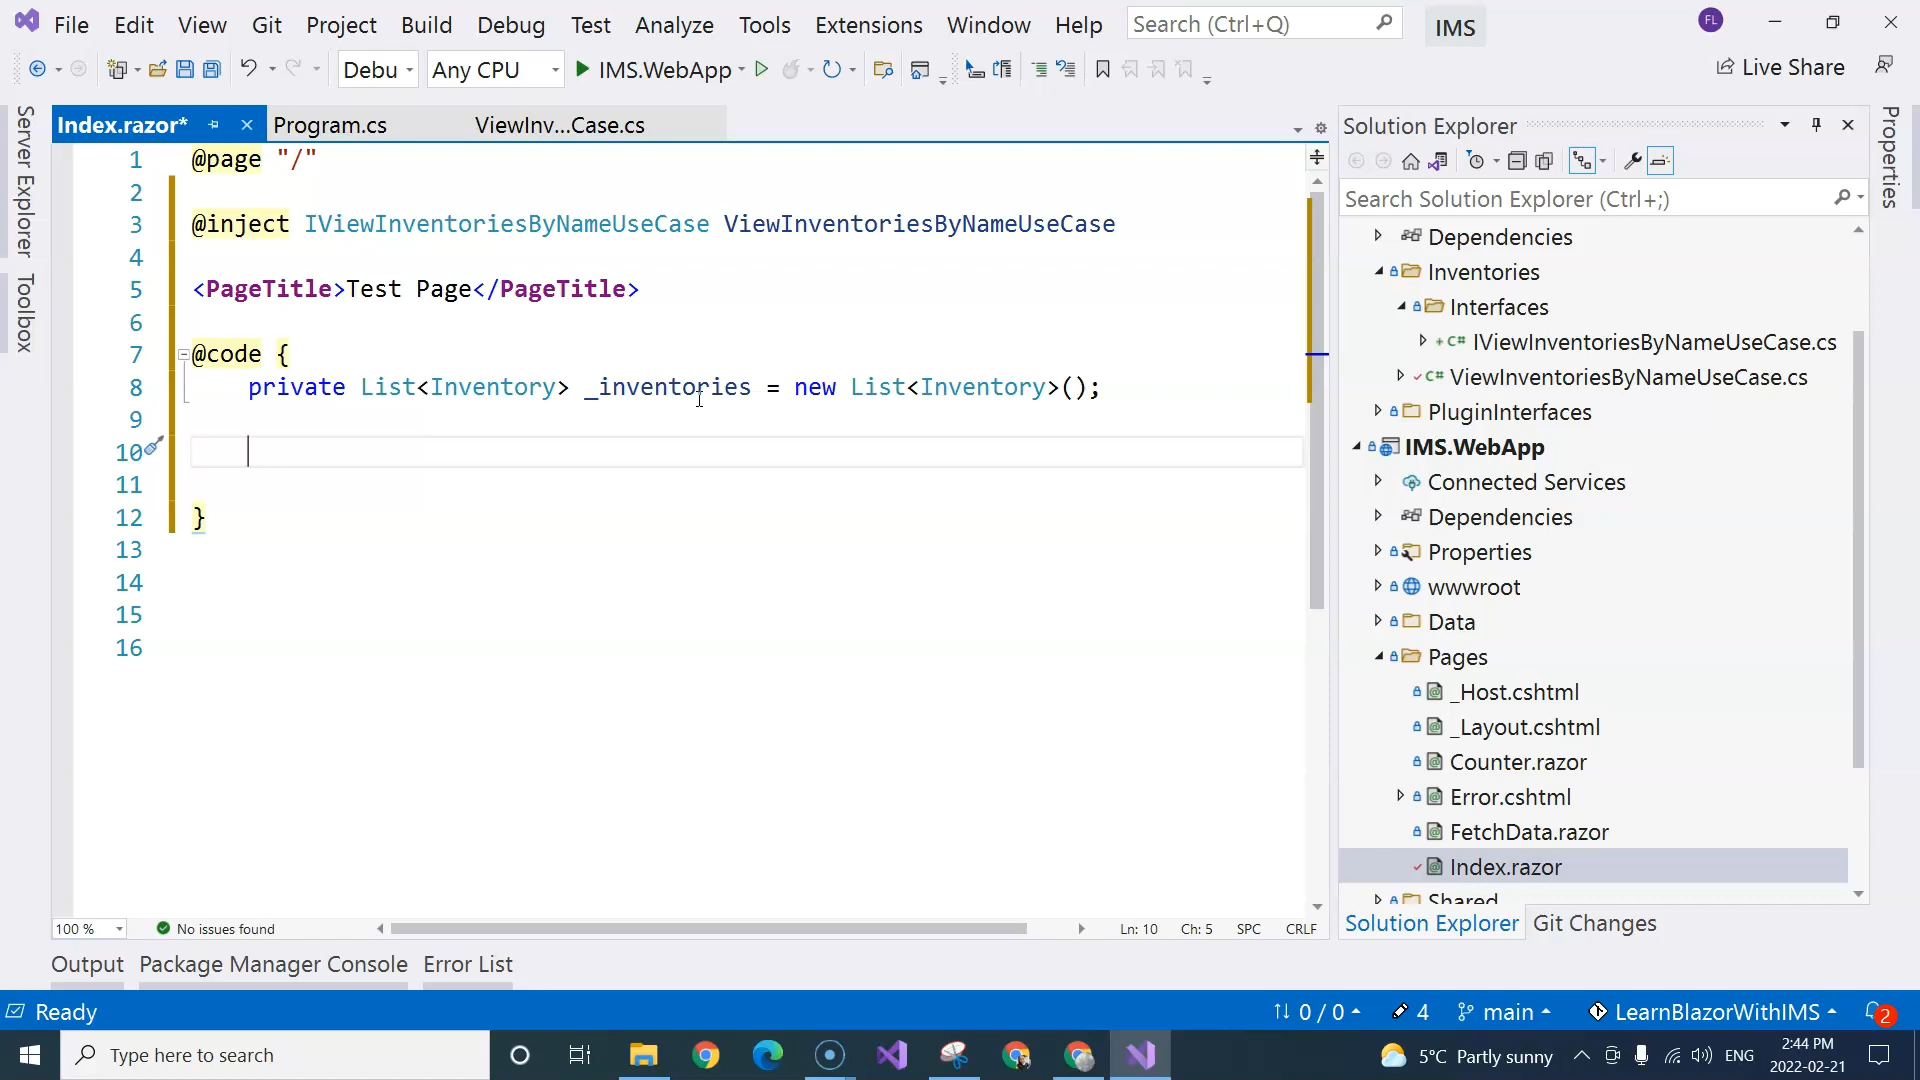 File Edit View Git Project Build Debug Test Analyze Tools Extensions Window Help Search (Ctrl+Q) IMS FL
Debu Any CPU IMS.WebApp Live Share
Server Explorer
Toolbox
Index.razor* Program.cs ViewInv...Case.cs
1 @page "/"
2
3 @inject IViewInventoriesByNameUseCase ViewInventoriesByNameUseCase
4
5 <PageTitle>Test Page</PageTitle>
6
7 @code {
8 private List<Inventory> _inventories = new List<Inventory>();
9
10
11
12 }
13
14
15
16
100 % No issues found Ln: 10 Ch: 5 SPC CRLF
Solution Explorer
Search Solution Explorer (Ctrl+;)
Dependencies
Inventories
Interfaces
IViewInventoriesByNameUseCase.cs
ViewInventoriesByNameUseCase.cs
PluginInterfaces
IMS.WebApp
Connected Services
Dependencies
Properties
wwwroot
Data
Pages
_Host.cshtml
_Layout.cshtml
Counter.razor
Error.cshtml
FetchData.razor
Index.razor
Shared
Solution Explorer Git Changes
Properties
Output Package Manager Console Error List
Ready 0 / 0 4 main LearnBlazorWithIMS 2
Type here to search 5°C Partly sunny ENG 2:44 PM
2022-02-21